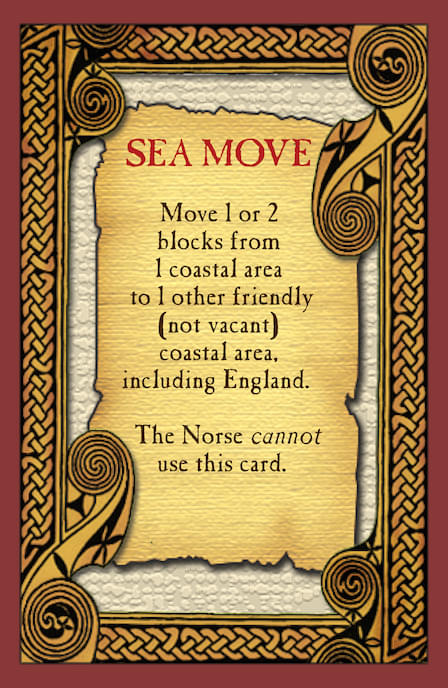 SEA MOVE
Move 1 or 2
blocks from
1 coastal area
to 1 other friendly
(not vacant)
coastal area,
including England.
The Norse cannot
use this card.